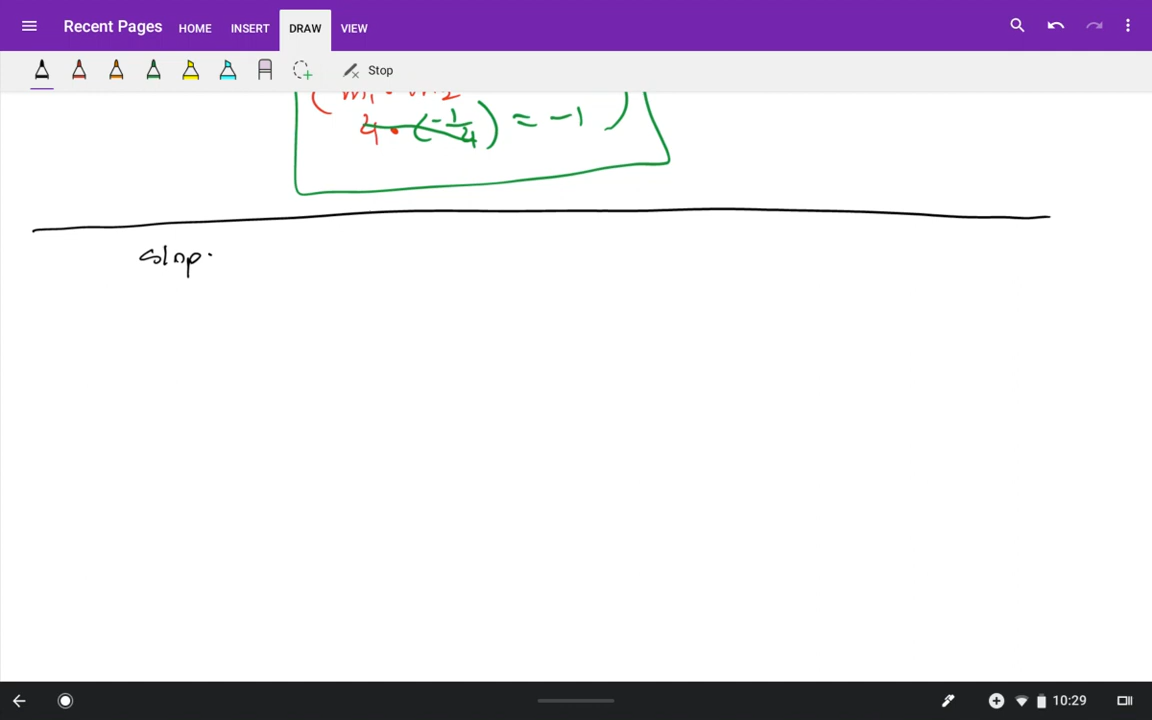 Recent Pages HOME INSERT DRAW VIEW
Stop
4 · (-1/4) = -1
Slop
10:29